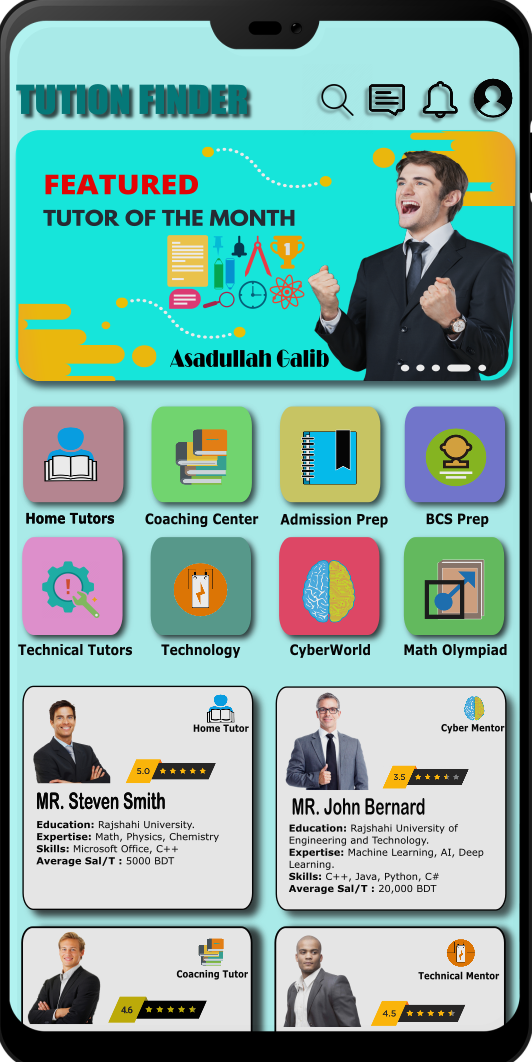 TUTION FINDER
FEATURED
TUTOR OF THE MONTH
1
Asadullah Galib
Home Tutors
Coaching Center
Admission Prep
BCS Prep
Technical Tutors
Technology
CyberWorld
Math Olympiad
Home Tutor
5.0
MR. Steven Smith
Education: Rajshahi University.
Expertise: Math, Physics, Chemistry
Skills: Microsoft Office, C++
Average Sal/T : 5000 BDT
Cyber Mentor
3.5
MR. John Bernard
Education: Rajshahi University of
Engineering and Technology.
Expertise: Machine Learning, AI, Deep
Learning.
Skills: C++, Java, Python, C#
Average Sal/T : 20,000 BDT
Coacning Tutor
4.6
Technical Mentor
4.5